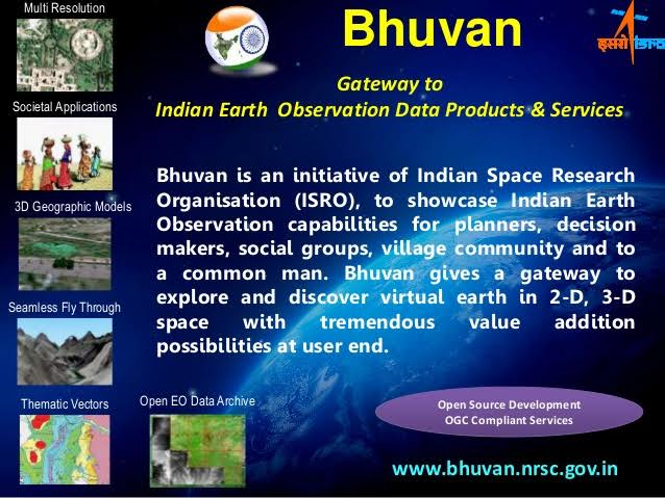 Multi Resolution
Bhuvan
इसरो isro
Gateway to
Indian Earth Observation Data Products & Services
Societal Applications
Bhuvan is an initiative of Indian Space Research
Organisation (ISRO), to showcase Indian Earth
Observation capabilities for planners, decision
makers, social groups, village community and to
a common man. Bhuvan gives a gateway to
explore and discover virtual earth in 2-D, 3-D
space with tremendous value addition
possibilities at user end.
3D Geographic Models
Seamless Fly Through
Thematic Vectors
Open EO Data Archive
Open Source Development
OGC Compliant Services
www.bhuvan.nrsc.gov.in